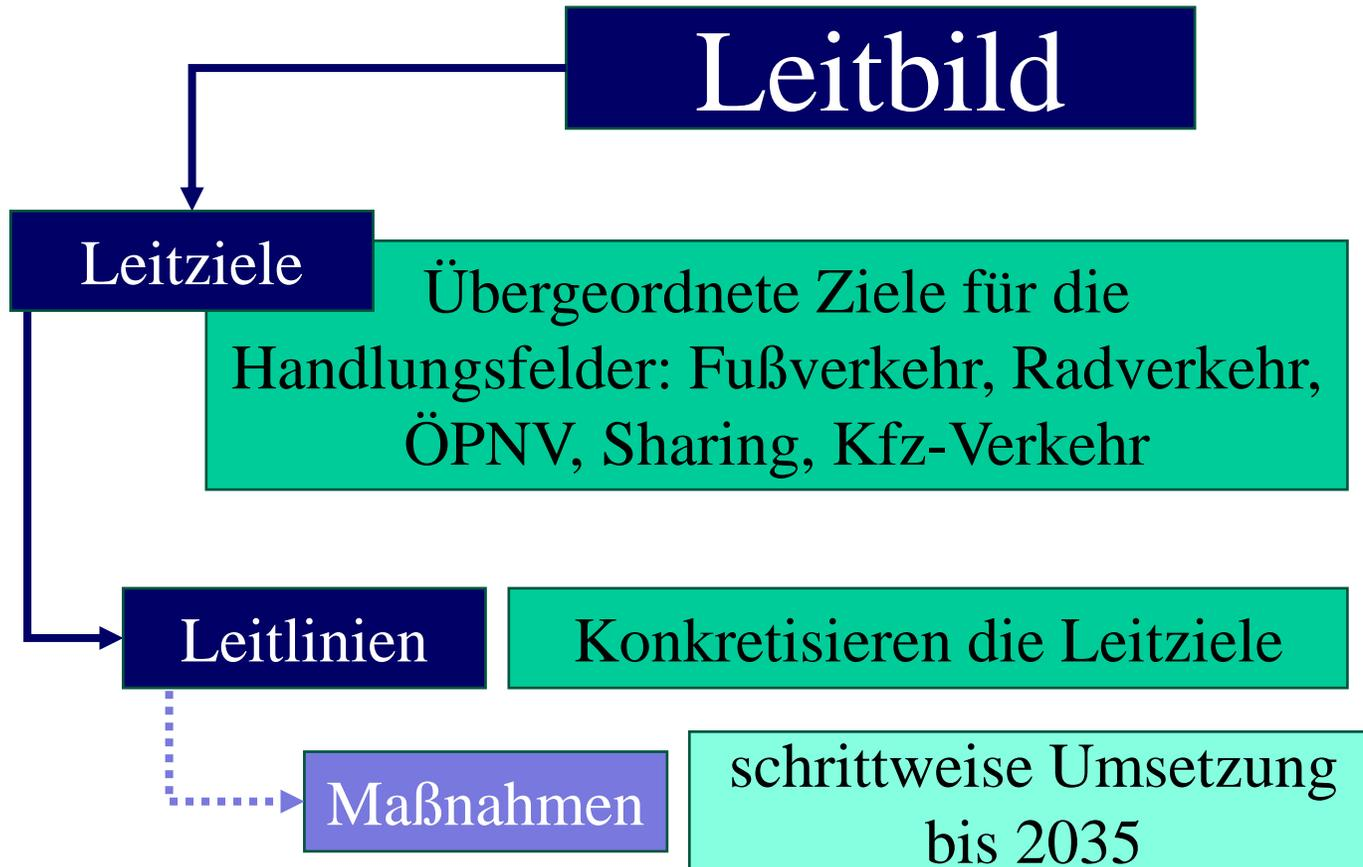 Leitbild
Leitziele
Übergeordnete Ziele für die
Handlungsfelder: Fußverkehr, Radverkehr,
ÖPNV, Sharing, Kfz-Verkehr
Leitlinien
Konkretisieren die Leitziele
Maßnahmen
schrittweise Umsetzung
bis 2035